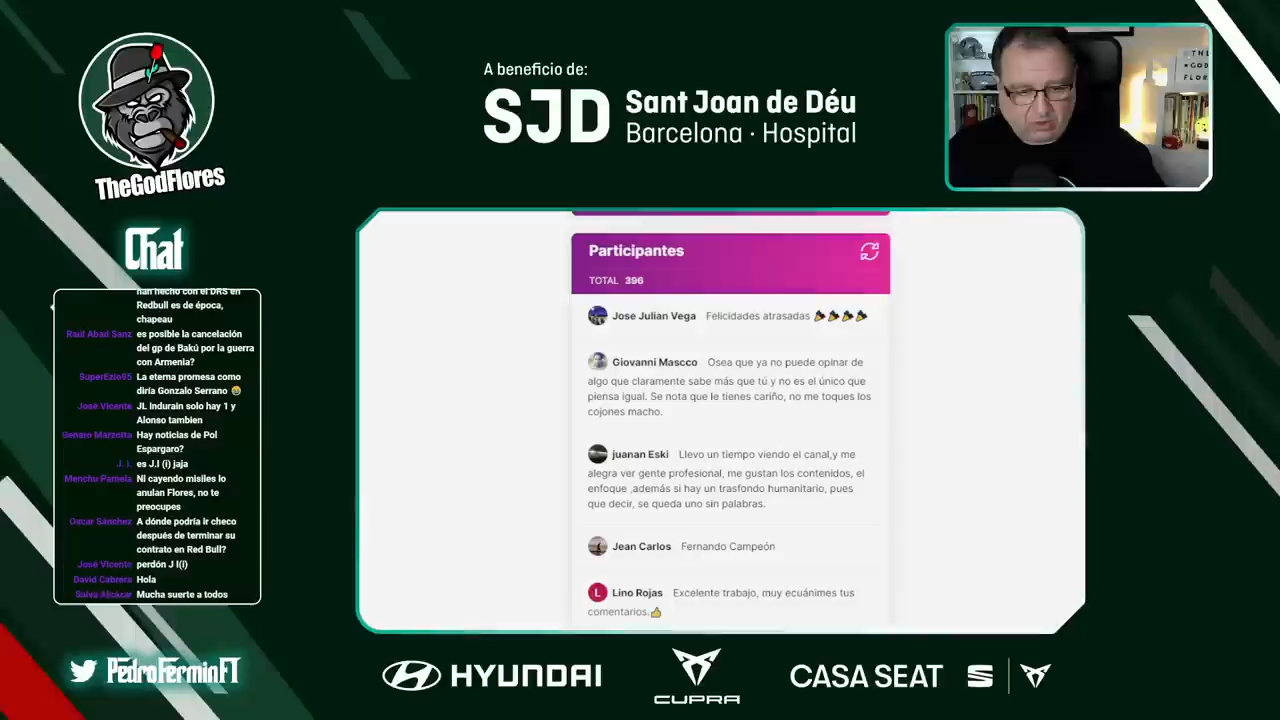 TheGodFlores
A beneficio de:
SJD
Sant Joan de Déu
Barcelona · Hospital
THE
GOD
FLOR
Chat
han hecho con el DRS en
Redbull es de época,
chapeau
Raúl Abad Sanz es posible la cancelación
del gp de Bakú por la guerra
con Armenia?
SuperEzio95 La eterna promesa como
diría Gonzalo Serrano 😅
José Vicente JL Indurain solo hay 1 y
Alonso tambien
Genaro Marzotta Hay noticias de Pol
Espargaro?
J. I. es J.I (i) jaja
Menchu Pamela Ni cayendo misiles lo
anulan Flores, no te
preocupes
Oscar Sánchez A dónde podría ir checo
después de terminar su
contrato en Red Bull?
José Vicente perdón J I(i)
David Cabrera Hola
Salva Alcázar Mucha suerte a todos
Participantes
TOTAL 396
Jose Julian Vega Felicidades atrasadas 🎉🎉🎉🎉
Giovanni Mascco Osea que ya no puede opinar de
algo que claramente sabe más que tú y no es el único que
piensa igual. Se nota que le tienes cariño, no me toques los
cojones macho.
juanan Eski Llevo un tiempo viendo el canal,y me
alegra ver gente profesional, me gustan los contenidos, el
enfoque ,además si hay un trasfondo humanitario, pues
que decir, se queda uno sin palabras.
Jean Carlos Fernando Campeón
L Lino Rojas Excelente trabajo, muy ecuánimes tus
comentarios.👍
PedroFerminFT
HYUNDAI
CUPRA
CASA SEAT